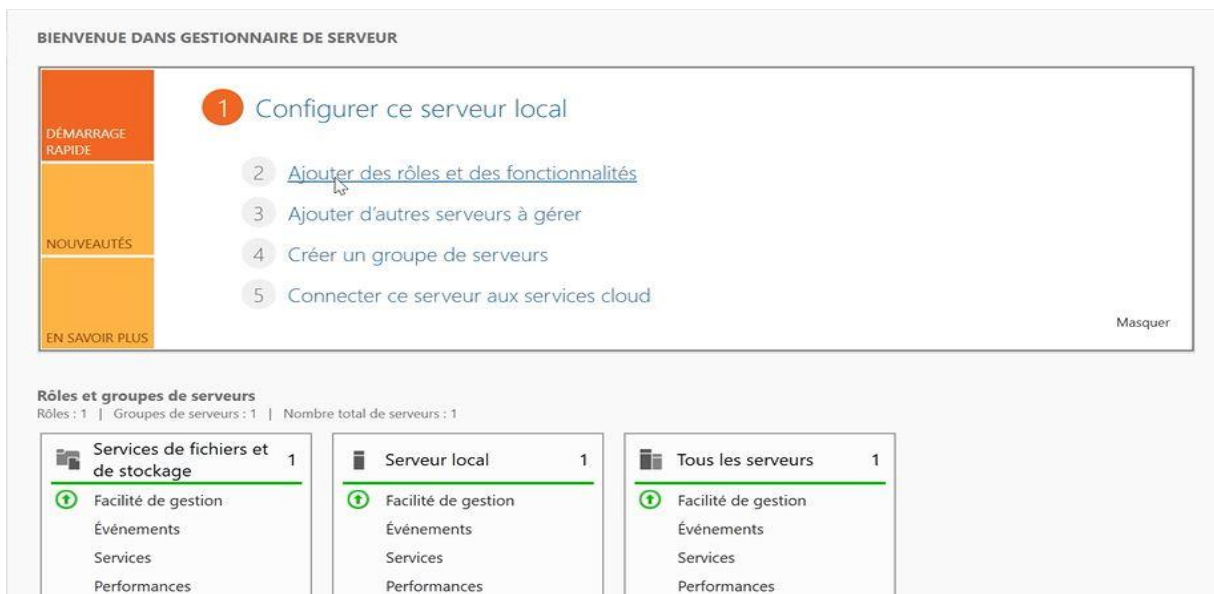 BIENVENUE DANS GESTIONNAIRE DE SERVEUR
DÉMARRAGE
RAPIDE
NOUVEAUTÉS
EN SAVOIR PLUS
1 Configurer ce serveur local
2 Ajouter des rôles et des fonctionnalités
3 Ajouter d'autres serveurs à gérer
4 Créer un groupe de serveurs
5 Connecter ce serveur aux services cloud
Masquer
Rôles et groupes de serveurs
Rôles : 1 | Groupes de serveurs : 1 | Nombre total de serveurs : 1
Services de fichiers et
de stockage 1
Facilité de gestion
Événements
Services
Performances
Serveur local 1
Facilité de gestion
Événements
Services
Performances
Tous les serveurs 1
Facilité de gestion
Événements
Services
Performances